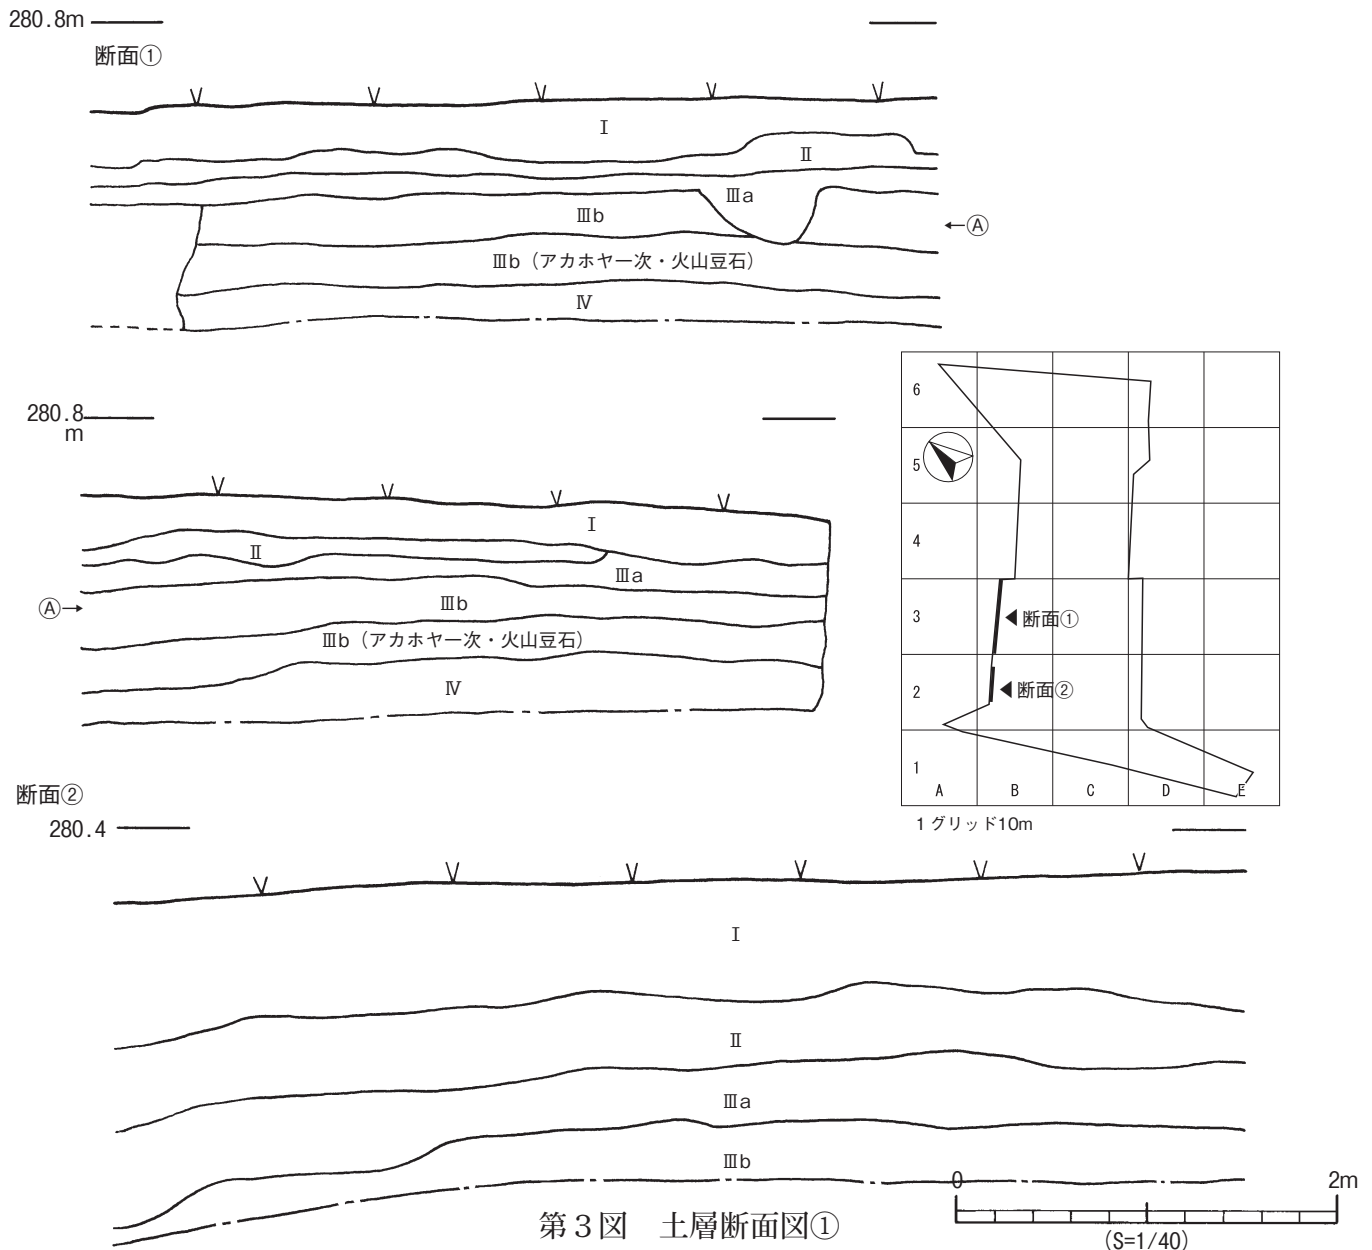 280.8m
断面①
Ⅰ
Ⅱ
Ⅲa
Ⅲb
←Ⓐ
Ⅲb（アカホヤ一次・火山豆石）
Ⅳ
280.8
m
Ⅰ
Ⅱ
Ⅲa
Ⓐ→
Ⅲb
Ⅲb（アカホヤ一次・火山豆石）
Ⅳ
6
5
4
3
◀断面①
2
◀断面②
1
A B C D E
1グリッド10m
断面②
280.4
Ⅰ
Ⅱ
Ⅲa
Ⅲb
0 2m
(S=1/40)
第３図　土層断面図①